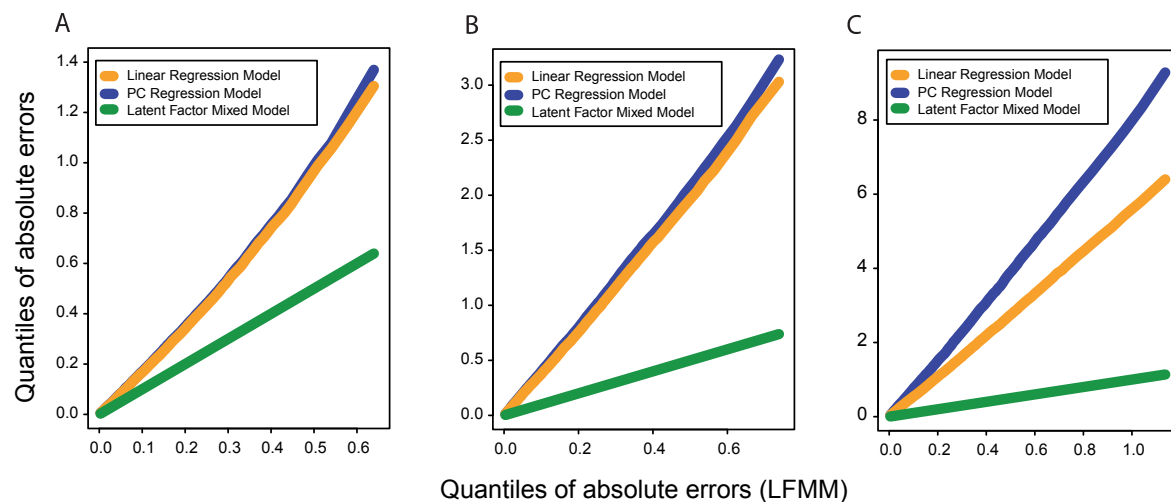 A
B
C
Quantiles of absolute errors
1.4
1.2
1.0
0.8
0.6
0.4
0.2
0.0
Linear Regression Model
PC Regression Model
Latent Factor Mixed Model
0.0 0.1 0.2 0.3 0.4 0.5 0.6
3.0
2.5
2.0
1.5
1.0
0.5
0.0
Linear Regression Model
PC Regression Model
Latent Factor Mixed Model
0.0 0.2 0.4 0.6
8
6
4
2
0
Linear Regression Model
PC Regression Model
Latent Factor Mixed Model
0.0 0.2 0.4 0.6 0.8 1.0
Quantiles of absolute errors (LFMM)